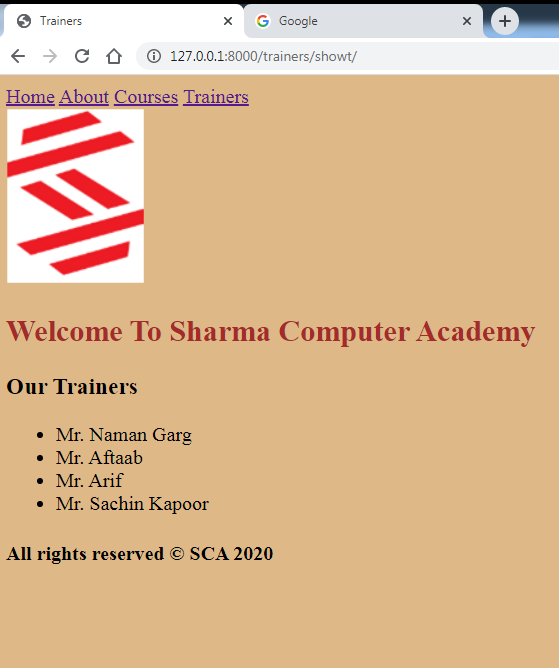 Trainers
Google
127.0.0.1:8000/trainers/showt/
Home About Courses Trainers
Welcome To Sharma Computer Academy
Our Trainers
Mr. Naman Garg
Mr. Aftaab
Mr. Arif
Mr. Sachin Kapoor
All rights reserved © SCA 2020